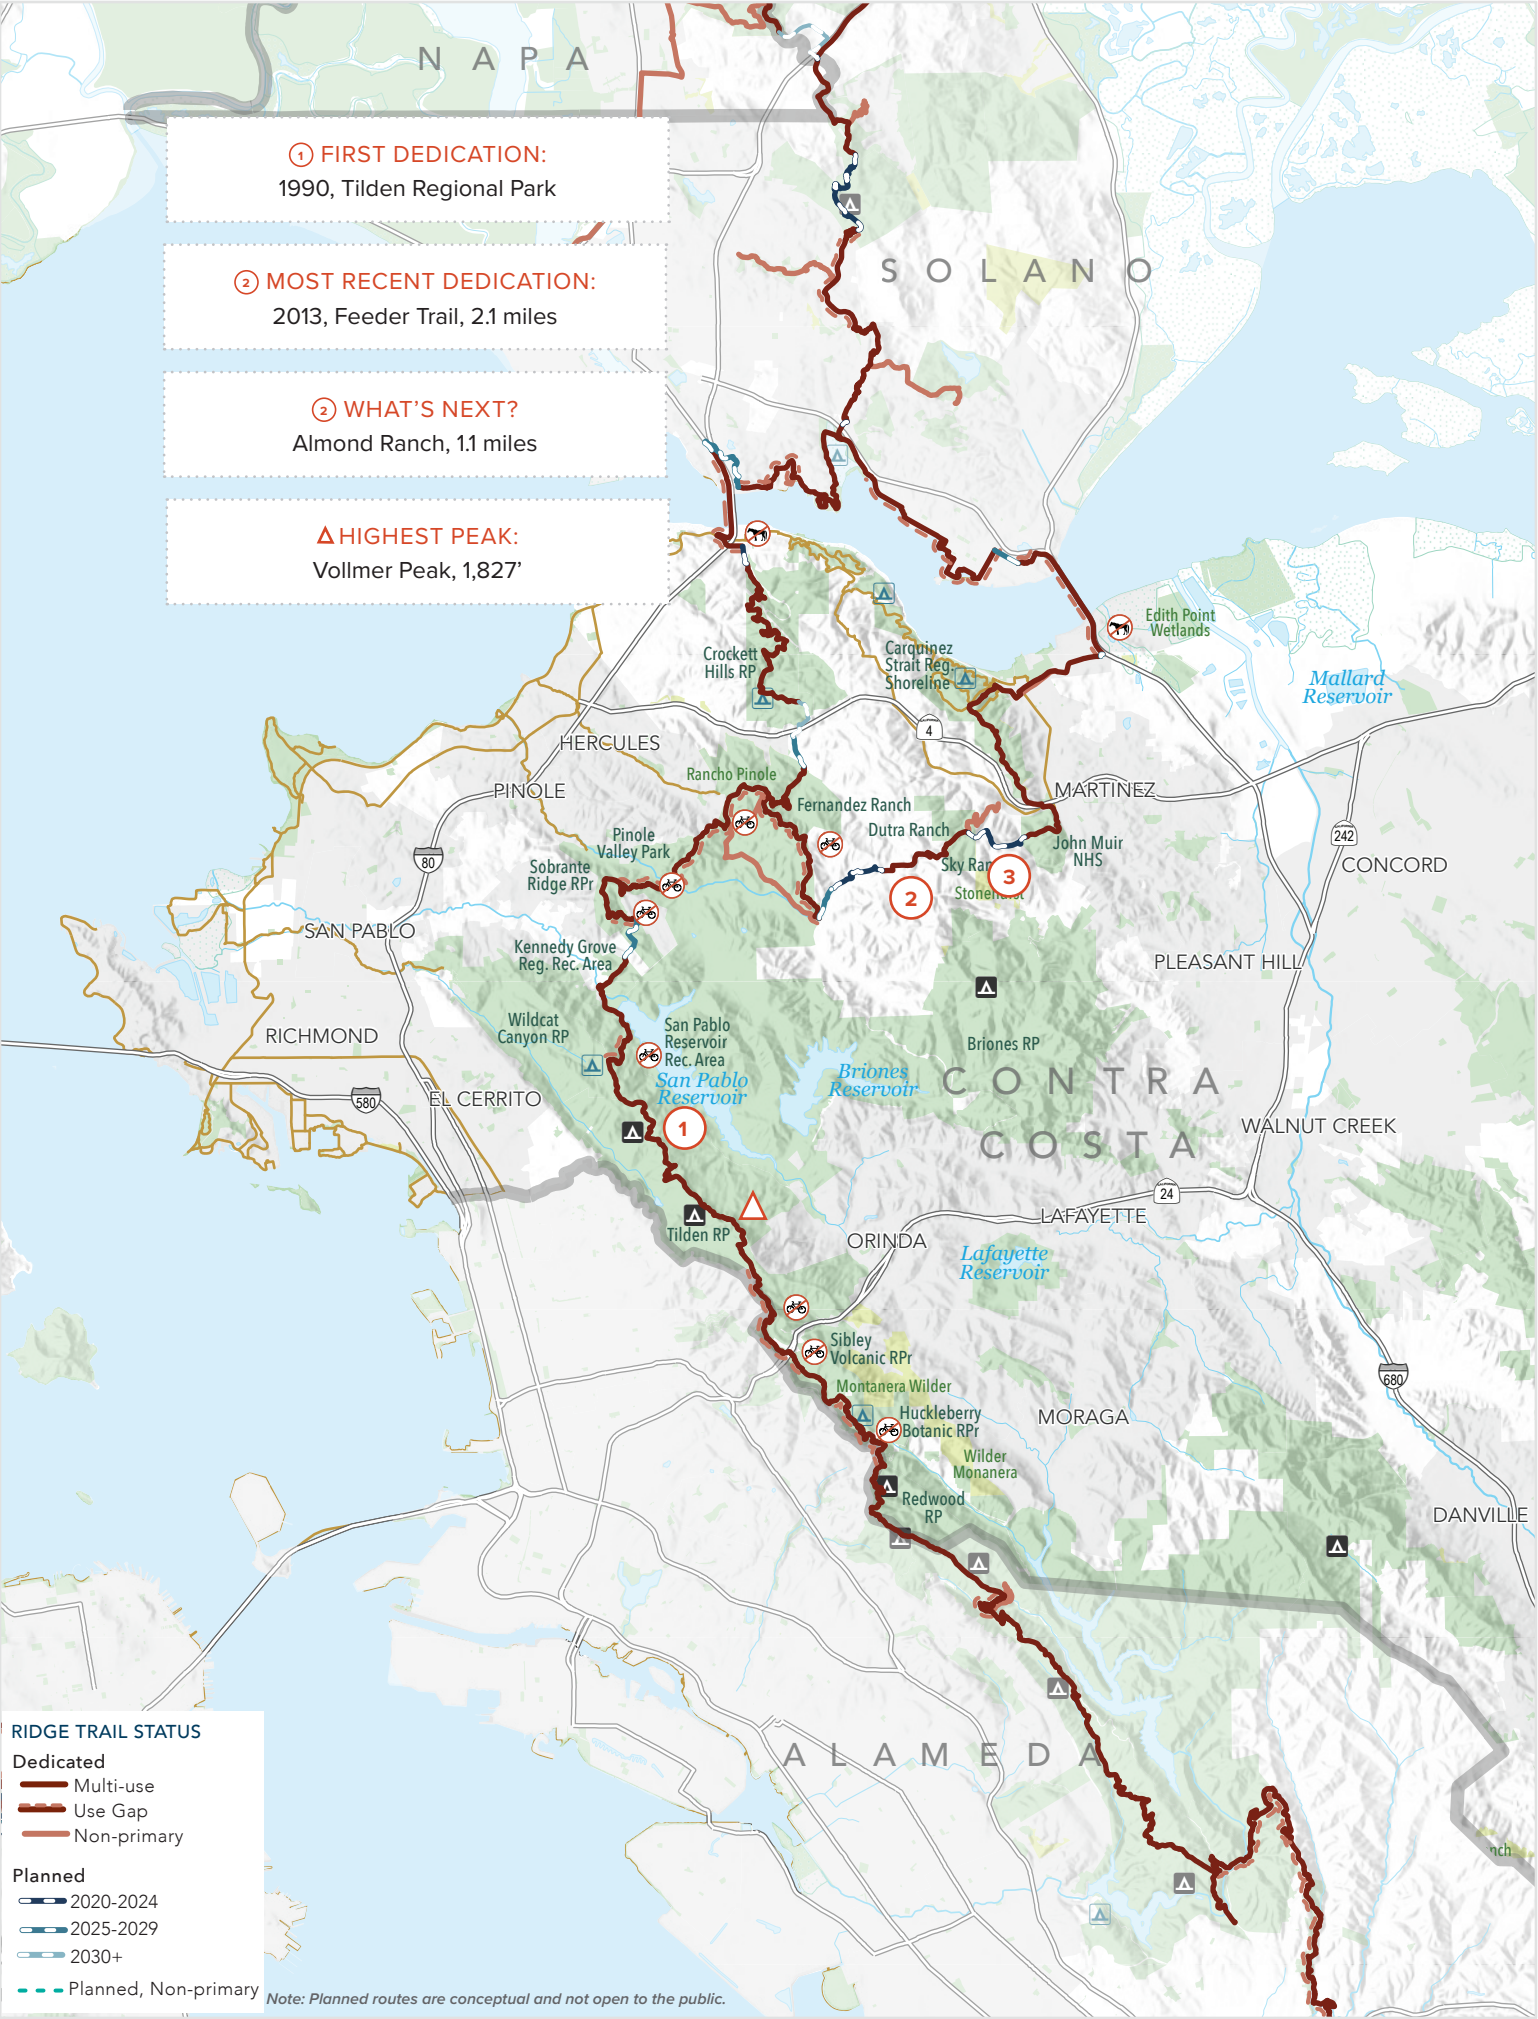 NAPA
1 FIRST DEDICATION:
1990, Tilden Regional Park
2 MOST RECENT DEDICATION:
2013, Feeder Trail, 2.1 miles
2 WHAT'S NEXT?
Almond Ranch, 1.1 miles
HIGHEST PEAK:
Vollmer Peak, 1,827’
SOLANO
Edith Point
Wetlands
Crockett
Hills RP
Carquinez
Strait Reg.
Shoreline
Mallard
Reservoir
CALIFORNIA
4
HERCULES
Rancho Pinole
PINOLE
MARTINEZ
Fernandez Ranch
Dutra Ranch
Pinole
Valley Park
John Muir
NHS
242
80
Sobrante
Ridge RPr
Sky Ran
3
CONCORD
2
Stonehurst
SAN PABLO
Kennedy Grove
Reg. Rec. Area
PLEASANT HILL
Wildcat
Canyon RP
San Pablo
Reservoir
Rec. Area
RICHMOND
Briones RP
San Pablo
Reservoir
Briones
Reservoir
CONTRA
COSTA
580
EL CERRITO
1
WALNUT CREEK
CALIFORNIA
24
LAFAYETTE
Tilden RP
ORINDA
Lafayette
Reservoir
Sibley
Volcanic RPr
680
Montanera Wilder
Huckleberry
Botanic RPr
MORAGA
Wilder
Monanera
Redwood
RP
DANVILLE
ALAMEDA
nch
RIDGE TRAIL STATUS
Dedicated
Multi-use
Use Gap
Non-primary
Planned
2020-2024
2025-2029
2030+
Planned, Non-primary
Note: Planned routes are conceptual and not open to the public.